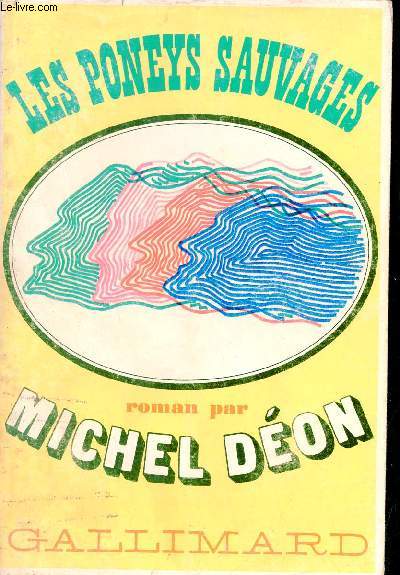 Le-livre.com
LES PONEYS SAUVAGES
roman par
MICHEL DÉON
GALLIMARD